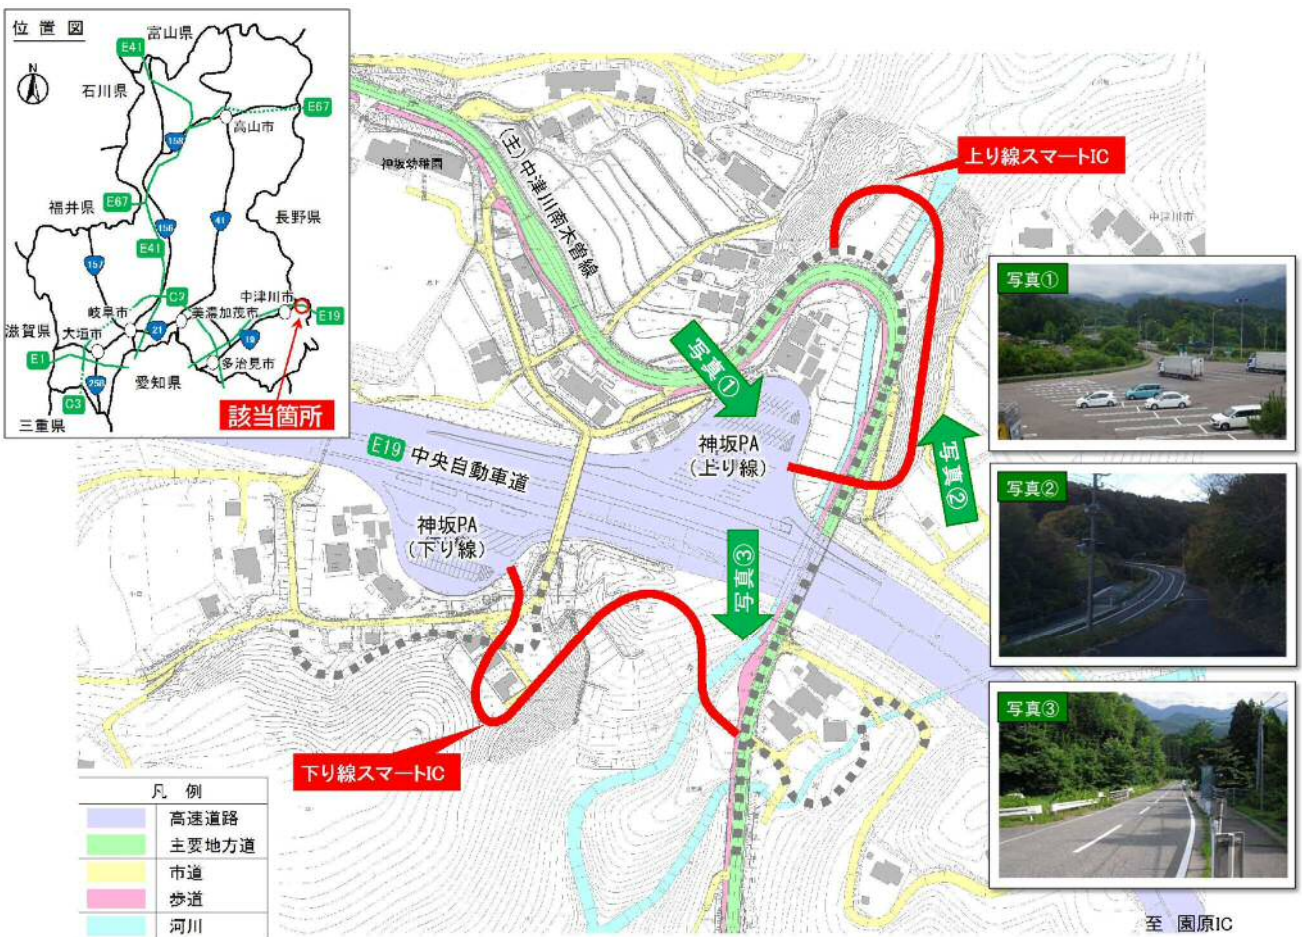 位置図
N
富山県
E41
石川県
E67
高山市
158
福井県
E67
長野県
156
41
E41
157
C2
中津川市
岐阜市
美濃加茂市
E19
滋賀県
大垣市
21
19
E1
多治見市
258
愛知県
C3
三重県
該当箇所
神坂幼稚園
(主)中津川南木曽線
上り線スマートIC
中津川市
写真①
写真①
神坂PA
(上り線)
E19 中央自動車道
写真②
写真②
神坂PA
(下り線)
写真③
写真③
下り線スマートIC
凡 例
高速道路
主要地方道
市道
歩道
河川
至 園原IC